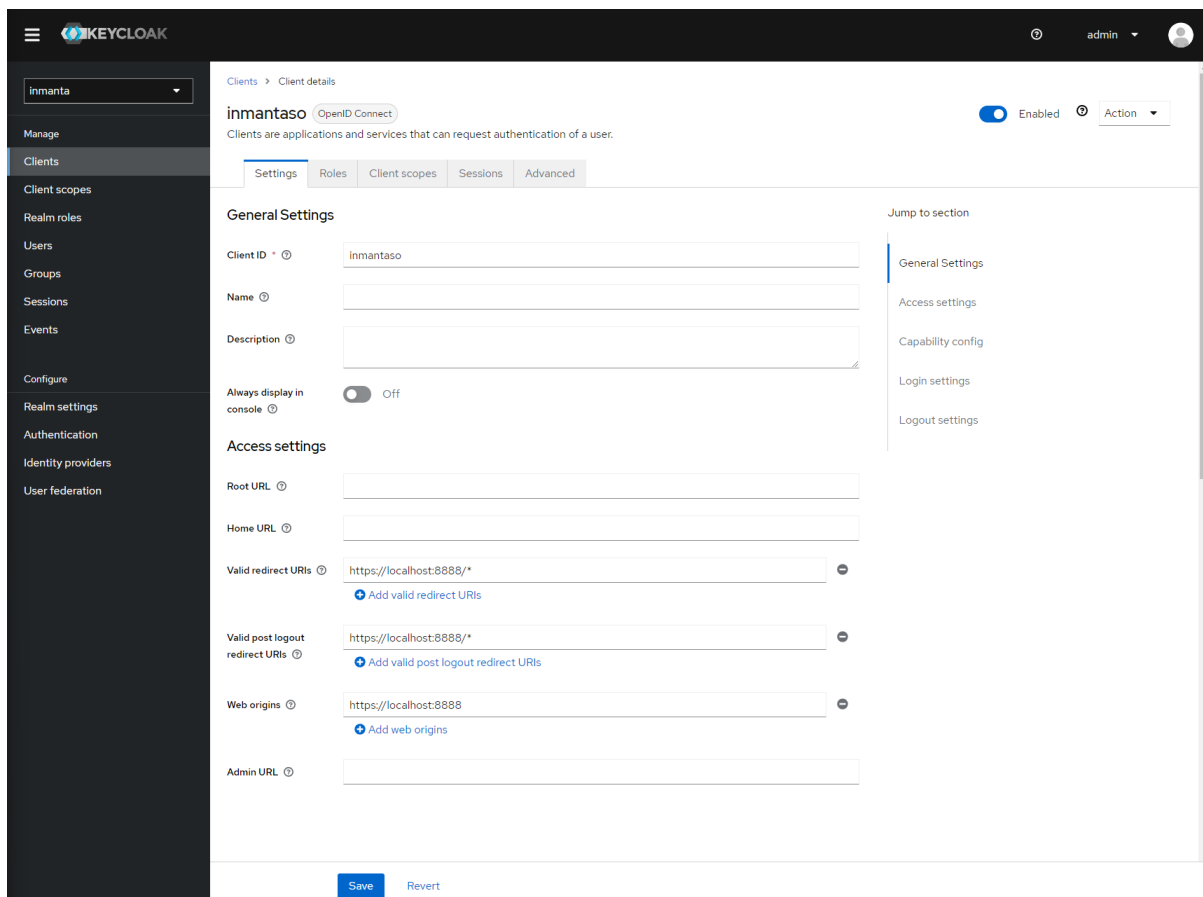 KEYCLOAK
admin
inmanta
Manage
Clients
Client scopes
Realm roles
Users
Groups
Sessions
Events
Configure
Realm settings
Authentication
Identity providers
User federation
Clients > Client details
inmantaso OpenID Connect
Enabled
Action
Clients are applications and services that can request authentication of a user.
Settings Roles Client scopes Sessions Advanced
General Settings
Client ID * inmantaso
Name
Description
Always display in
console
Off
Access settings
Root URL
Home URL
Valid redirect URIs https://localhost:8888/*
Add valid redirect URIs
Valid post logout
redirect URIs
https://localhost:8888/*
Add valid post logout redirect URIs
Web origins https://localhost:8888
Add web origins
Admin URL
Jump to section
General Settings
Access settings
Capability config
Login settings
Logout settings
Save Revert